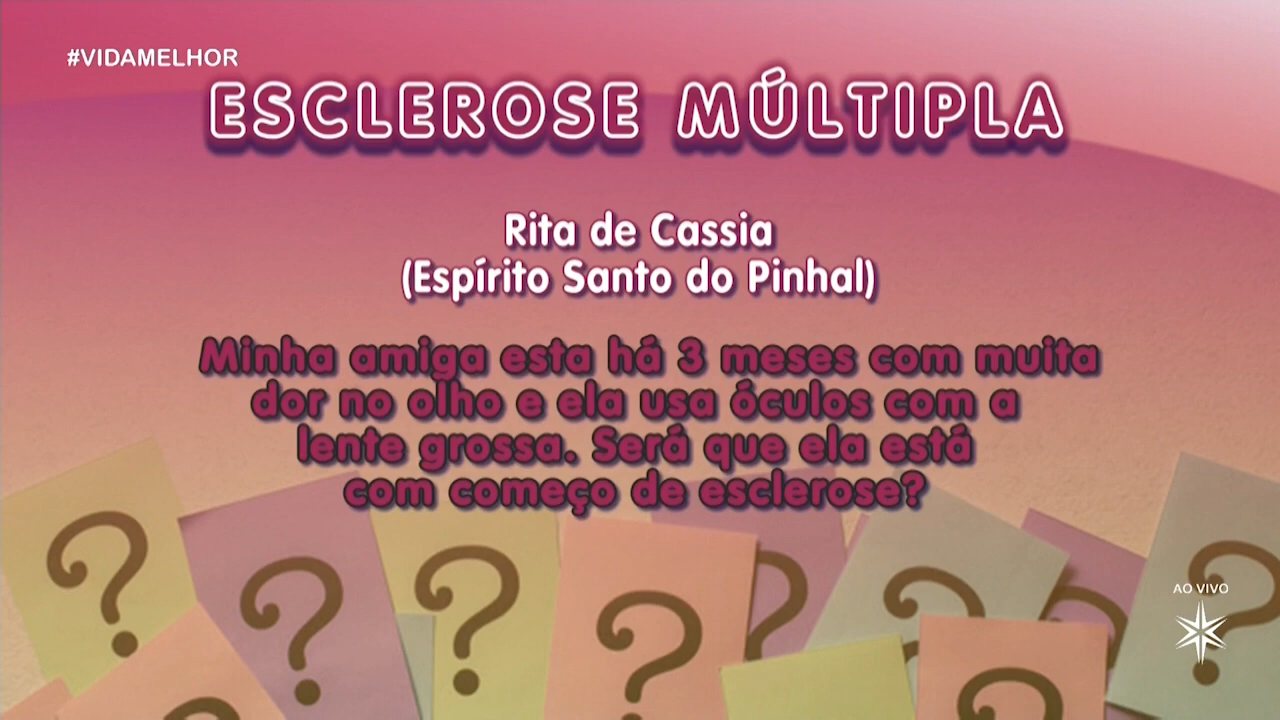 #VIDAMELHOR
ESCLEROSE MÚLTIPLA
Rita de Cassia
(Espírito Santo do Pinhal)
Minha amiga esta há 3 meses com muita
dor no olho e ela usa óculos com a
lente grossa. Será que ela está
com começo de esclerose?
AO VIVO